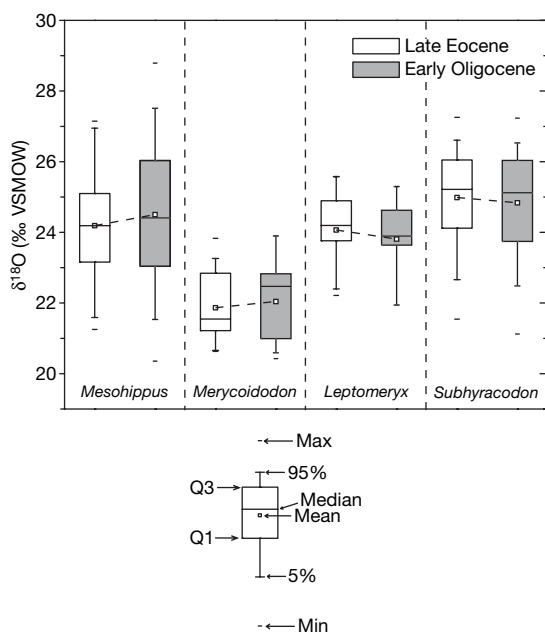 30
28
26
24
22
20
δ¹⁸O (‰ VSMOW)
Late Eocene
Early Oligocene
Mesohippus
Merycoidodon
Leptomeryx
Subhyracodon
Max
95%
Q3
Median
Mean
Q1
5%
Min